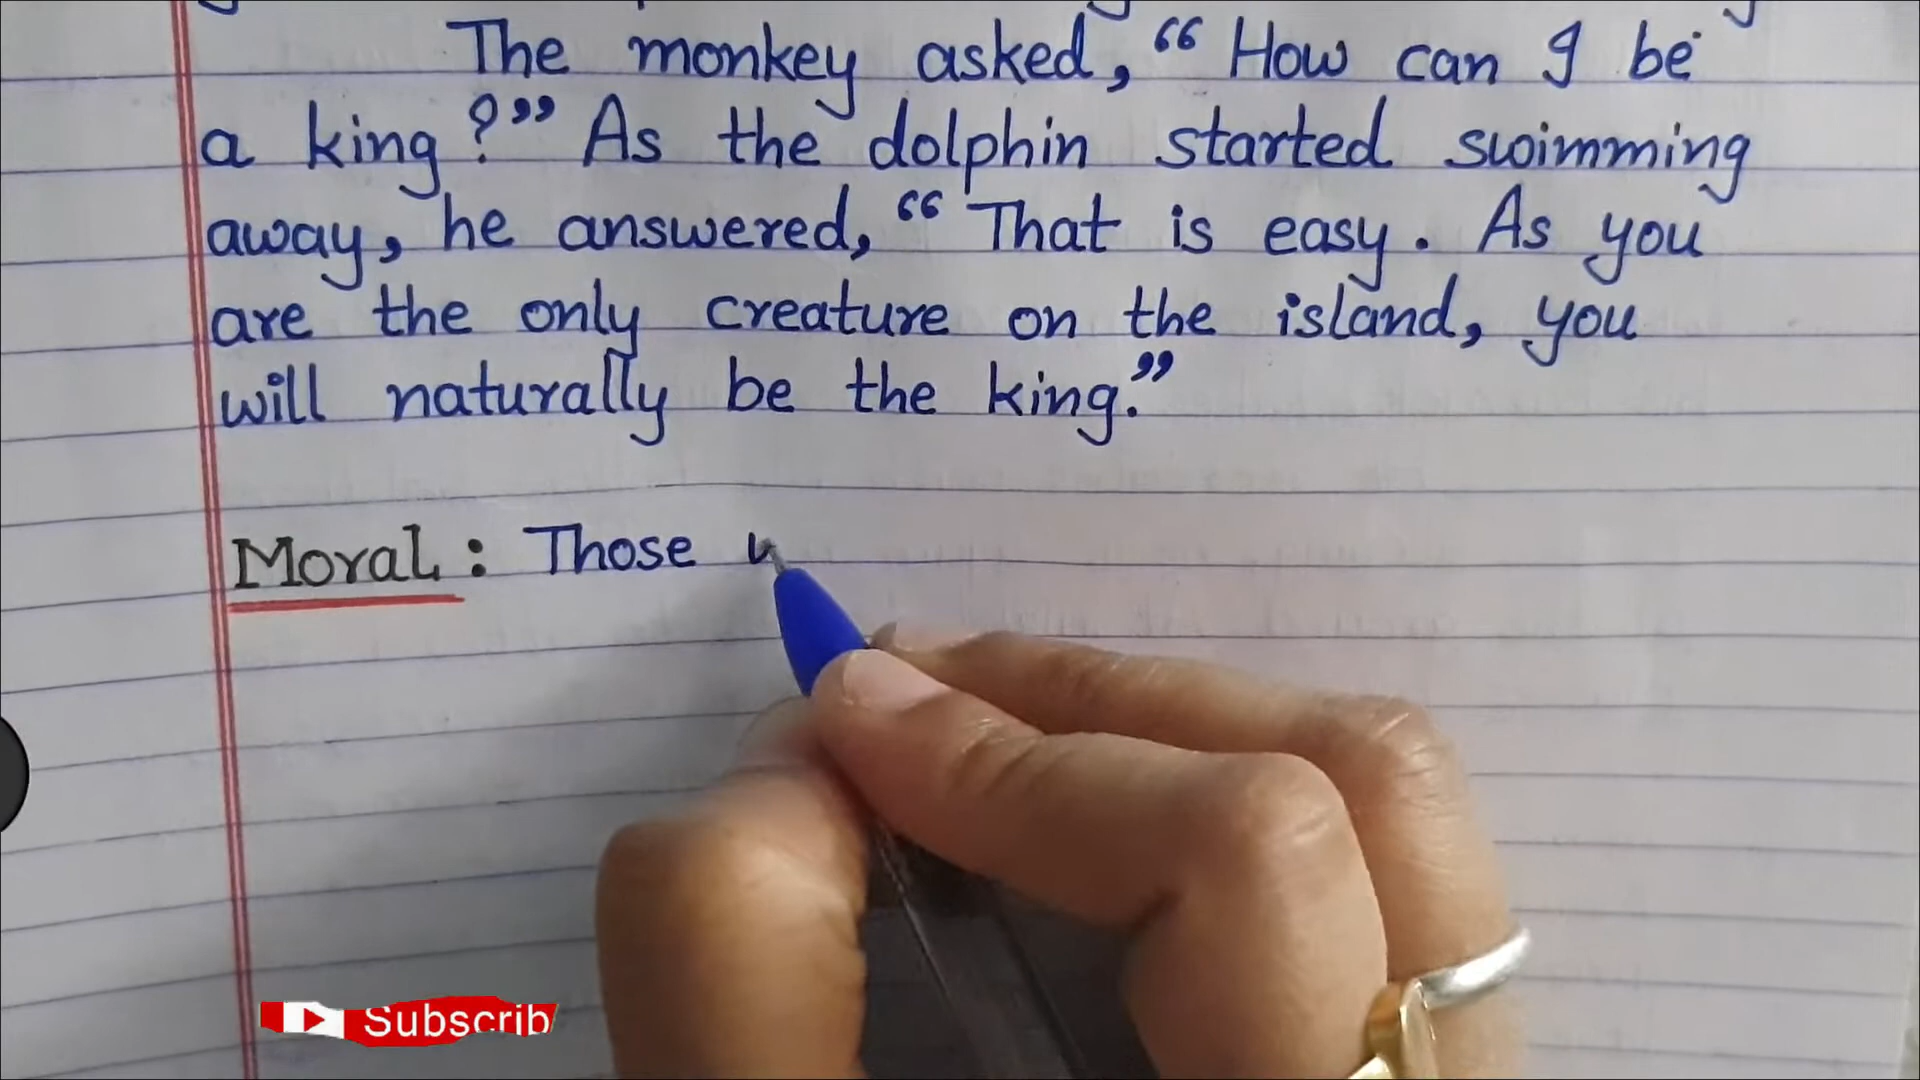 The monkey asked, “How can I be
a king?” As the dolphin started swimming
away, he answered, “That is easy. As you
are the only creature on the island, you
will naturally be the king.”
Moral : Those
Subscrib